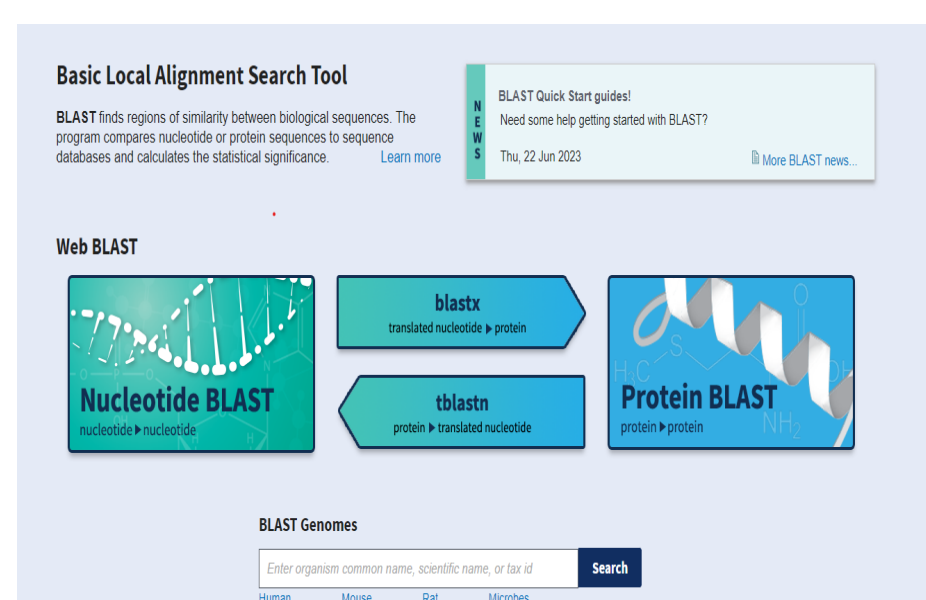 Basic Local Alignment Search Tool
BLAST finds regions of similarity between biological sequences. The
program compares nucleotide or protein sequences to sequence
databases and calculates the statistical significance. Learn more
NEWS
BLAST Quick Start guides!
Need some help getting started with BLAST?
Thu, 22 Jun 2023 More BLAST news...
Web BLAST
Nucleotide BLAST
nucleotide ▶ nucleotide
blastx
translated nucleotide ▶ protein
tblastn
protein ▶ translated nucleotide
H₃C
S
O
OH
NH₂
Protein BLAST
protein ▶ protein
BLAST Genomes
Enter organism common name, scientific name, or tax id Search
Human Mouse Rat Microbes